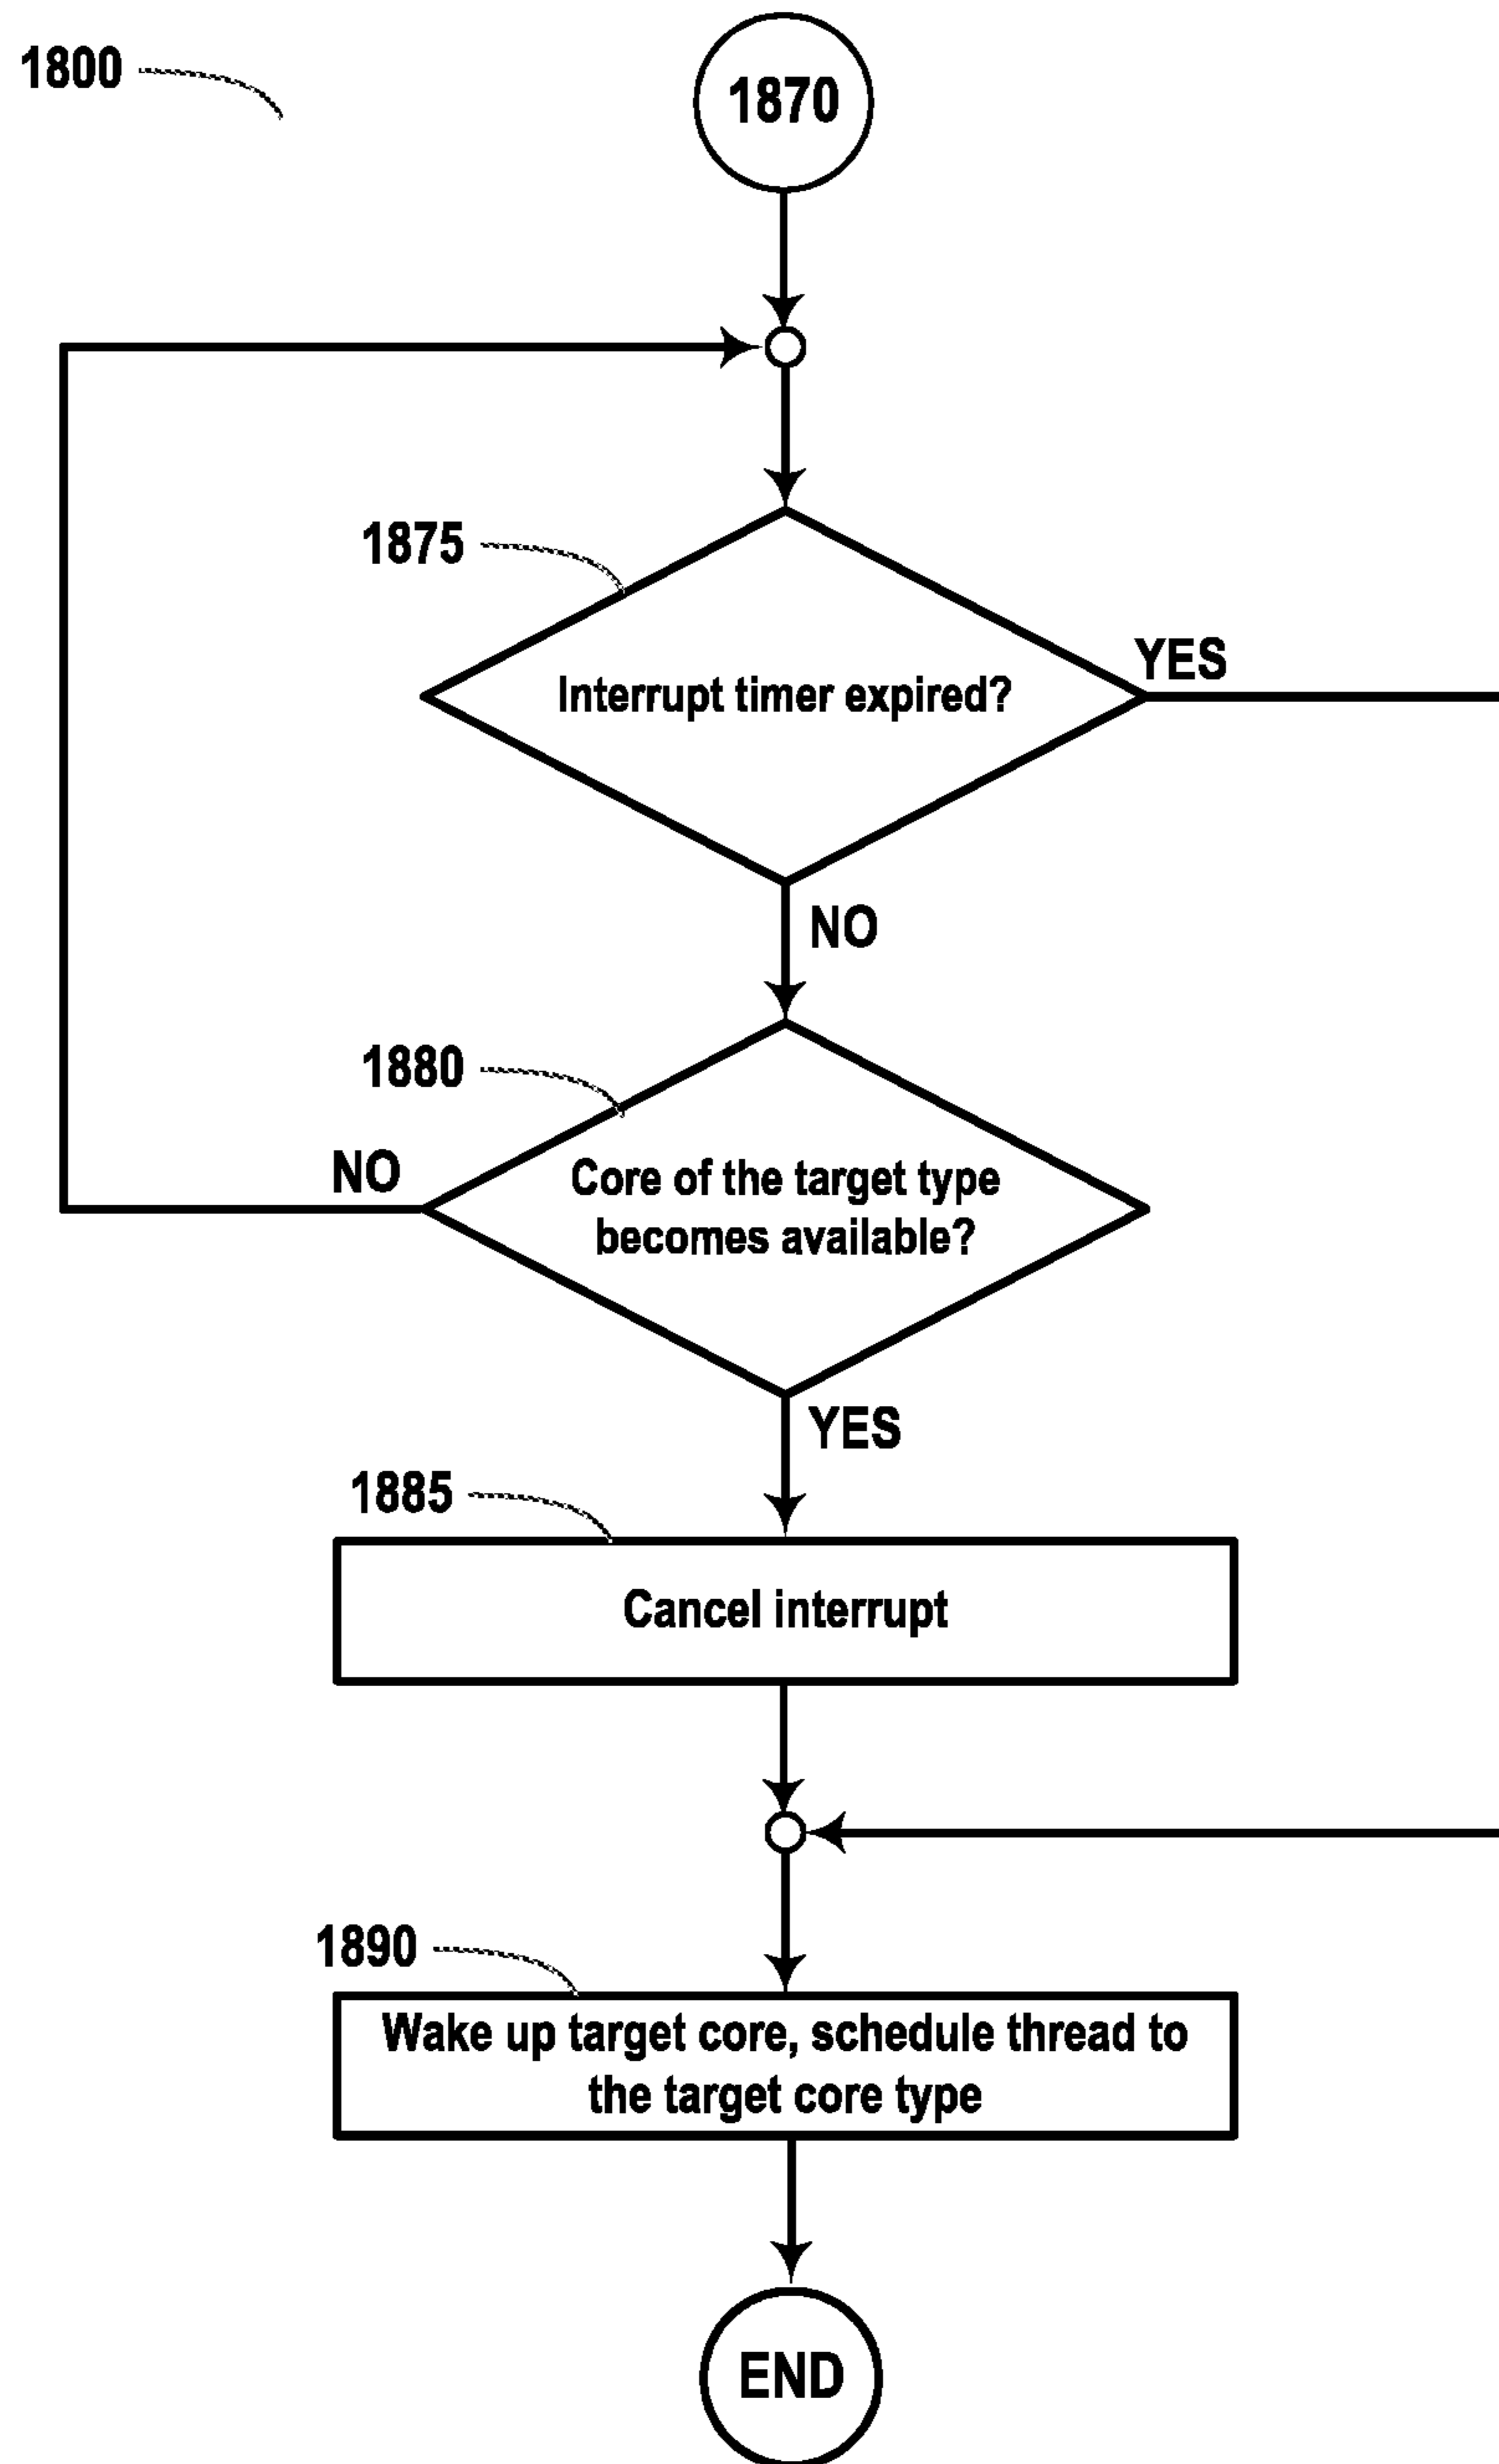 1800
1870
1875
Interrupt timer expired?
YES
NO
1880
NO
Core of the target type
becomes available?
YES
1885
Cancel interrupt
1890
Wake up target core, schedule thread to
the target core type
END